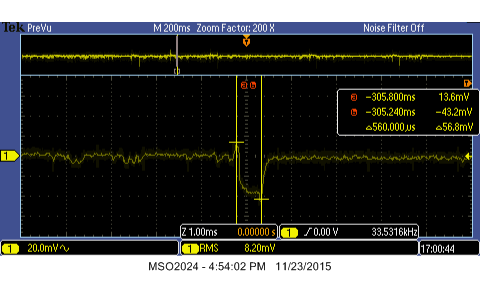 Tek PreVu M 200ms Zoom Factor: 200 X Noise Filter Off
T
a b
T
a -305.800ms 13.6mV
b -305.240ms -43.2mV
△560.000µs △56.8mV
1
Z 1.00ms 0.00000 s
1 ∫ 0.00 V 33.5316kHz
1 20.0mV∿
1 RMS 8.20mV
17:00:44
MSO2024 - 4:54:02 PM 11/23/2015